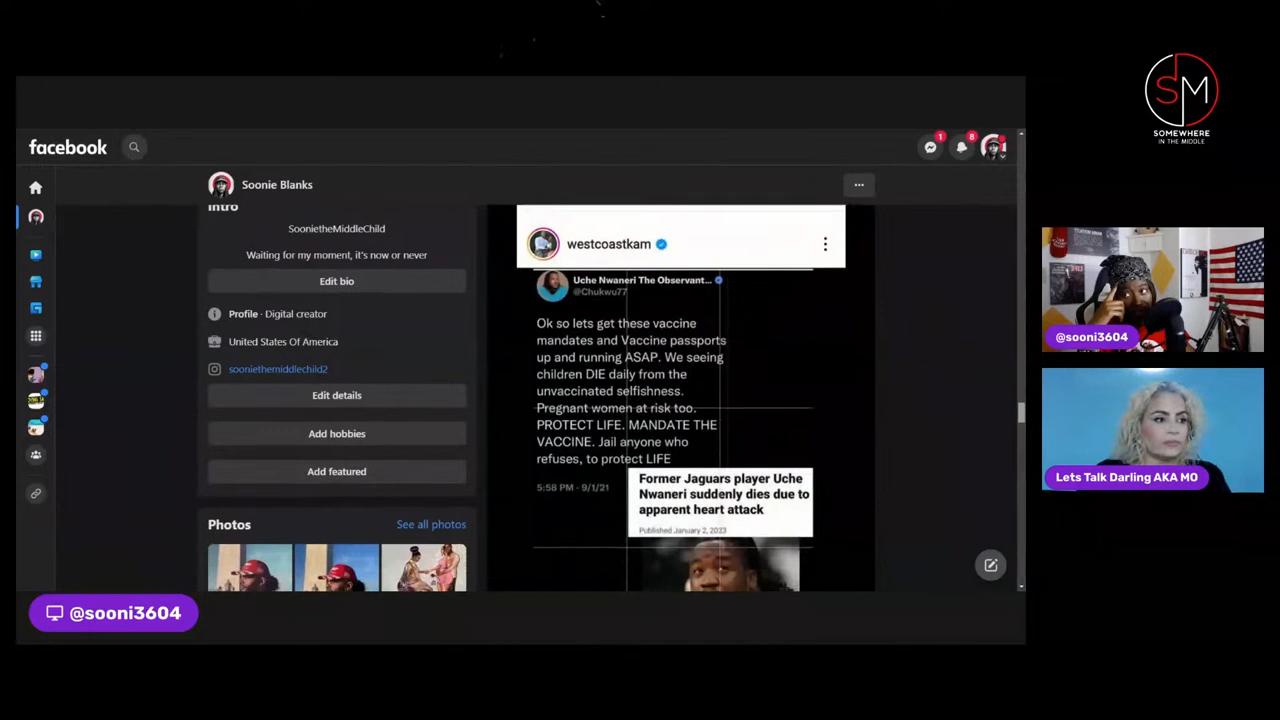 SM
SOMEWHERE
IN THE MIDDLE
facebook
1
8
Soonie Blanks
...
Intro
SoonietheMiddleChild
Waiting for my moment, it's now or never
Edit bio
Profile · Digital creator
United States Of America
sooniethemiddlechild2
Edit details
Add hobbies
Add featured
Photos
See all photos
westcoastkam
Uche Nwaneri The Observant...
@Chukwu77
Ok so lets get these vaccine
mandates and Vaccine passports
up and running ASAP. We seeing
children DIE daily from the
unvaccinated selfishness.
Pregnant women at risk too.
PROTECT LIFE. MANDATE THE
VACCINE. Jail anyone who
refuses, to protect LIFE
5:58 PM · 9/1/21
Former Jaguars player Uche
Nwaneri suddenly dies due to
apparent heart attack
Published January 2, 2023
@sooni3604
Lets Talk Darling AKA MO
@sooni3604